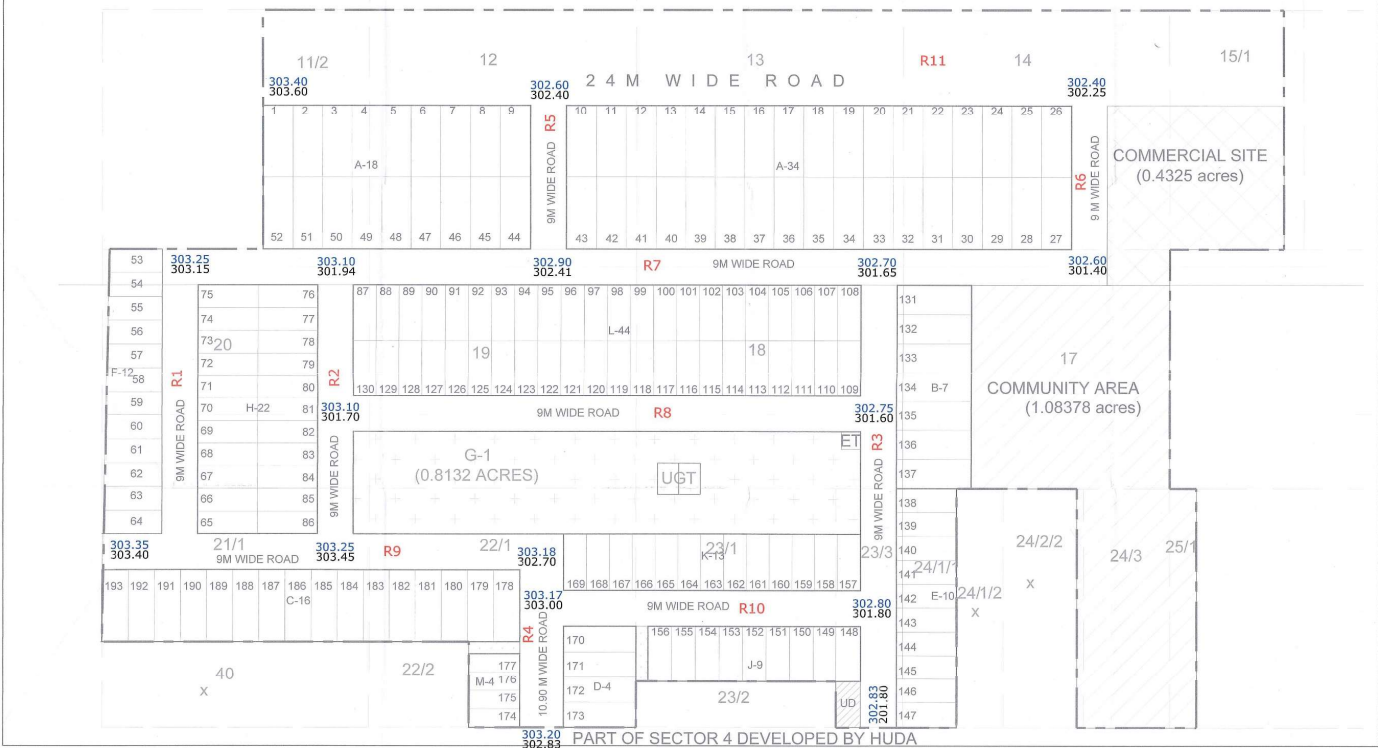 11/2 12 13 R11 14 15/1
24M WIDE ROAD
303.40 302.60 302.40
303.60 302.40 302.25
1 2 3 4 5 6 7 8 9 10 11 12 13 14 15 16 17 18 19 20 21 22 23 24 25 26
R5
9M WIDE ROAD
A-18 A-34
R6
9 M WIDE ROAD
COMMERCIAL SITE
(0.4325 acres)
52 51 50 49 48 47 46 45 44 43 42 41 40 39 38 37 36 35 34 33 32 31 30 29 28 27
303.25 303.10 302.90 R7 9M WIDE ROAD 302.70 302.60
303.15 301.94 302.41 301.65 301.40
53
54
55
56
57
58
59
60
61
62
63
64
F-12
R1
9M WIDE ROAD
75 76
74 77
73 78
72 79
71 80
70 81
69 82
68 83
67 84
66 85
65 86
20
H-22
R2
9M WIDE ROAD
87 88 89 90 91 92 93 94 95 96 97 98 99 100 101 102 103 104 105 106 107 108
L-44
19 18
130 129 128 127 126 125 124 123 122 121 120 119 118 117 116 115 114 113 112 111 110 109
303.10 9M WIDE ROAD R8 302.75
301.70 301.60
131
132
133
134 B-7
135
136
137
17
COMMUNITY AREA
(1.08378 acres)
G-1
(0.8132 ACRES)
UGT
ET
R3
9M WIDE ROAD
303.35 21/1 303.25 R9 22/1 303.18 23/1 23/3
303.40 9M WIDE ROAD 303.45 302.70 K-13
169 168 167 166 165 164 163 162 161 160 159 158 157
193 192 191 190 189 188 187 186 185 184 183 182 181 180 179 178
C-16
303.17 9M WIDE ROAD R10 302.80
303.00 301.80
R4
10.90 M WIDE ROAD
138
139
140
141
142 E-10
143
144
145
146
147
24/1/1
24/1/2
x
24/2/2
x
24/3 25/1
156 155 154 153 152 151 150 149 148
J-9
170
171
172 D-4
173
177
M-4 176
175
174
40
x
22/2
23/2
UD
302.83
201.80
303.20
302.83
PART OF SECTOR 4 DEVELOPED BY HUDA